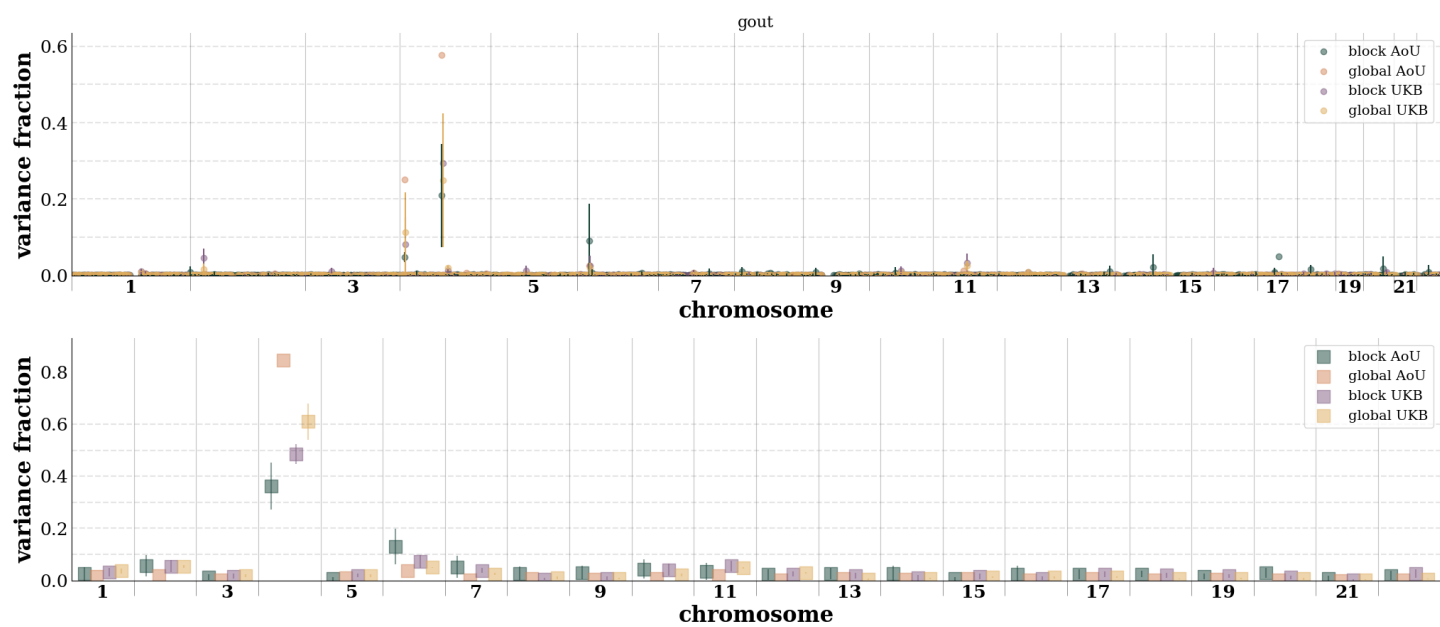 gout
variance fraction
0.6
0.4
0.2
0.0
block AoU
global AoU
block UKB
global UKB
1 3 5 7 9 11 13 15 17 19 21
chromosome
variance fraction
0.8
0.6
0.4
0.2
0.0
block AoU
global AoU
block UKB
global UKB
1 3 5 7 9 11 13 15 17 19 21
chromosome